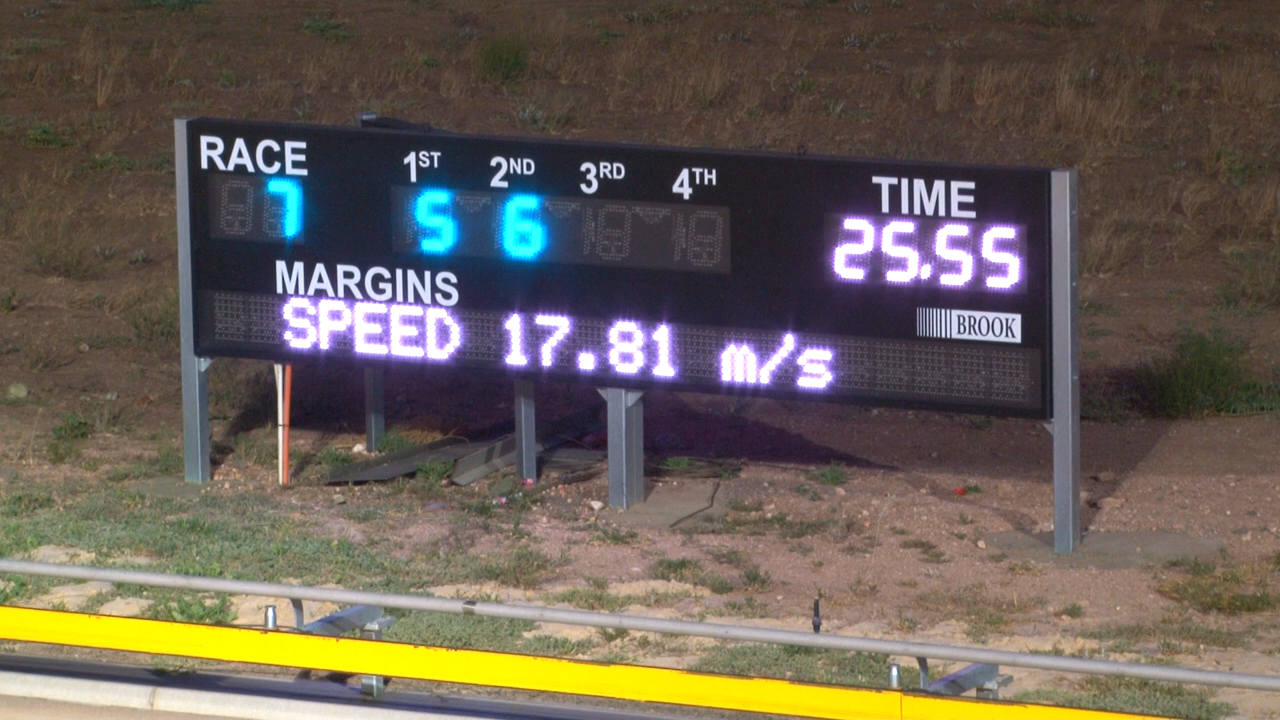 RACE 1ST 2ND 3RD 4TH TIME
7 5 6 25.55
MARGINS
BROOK
SPEED 17.81 m/s